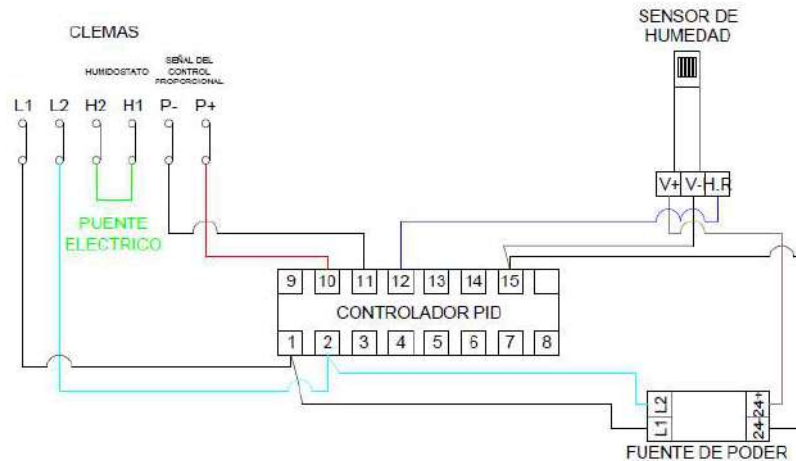 CLEMAS
HUMIDOSTATO
SEÑAL DEL
CONTROL
PROPORCIONAL
L1 L2 H2 H1 P- P+
PUENTE
ELECTRICO
SENSOR DE
HUMEDAD
V+ V- H.R
9 10 11 12 13 14 15
CONTROLADOR PID
1 2 3 4 5 6 7 8
L2 24+
L1 24-
FUENTE DE PODER